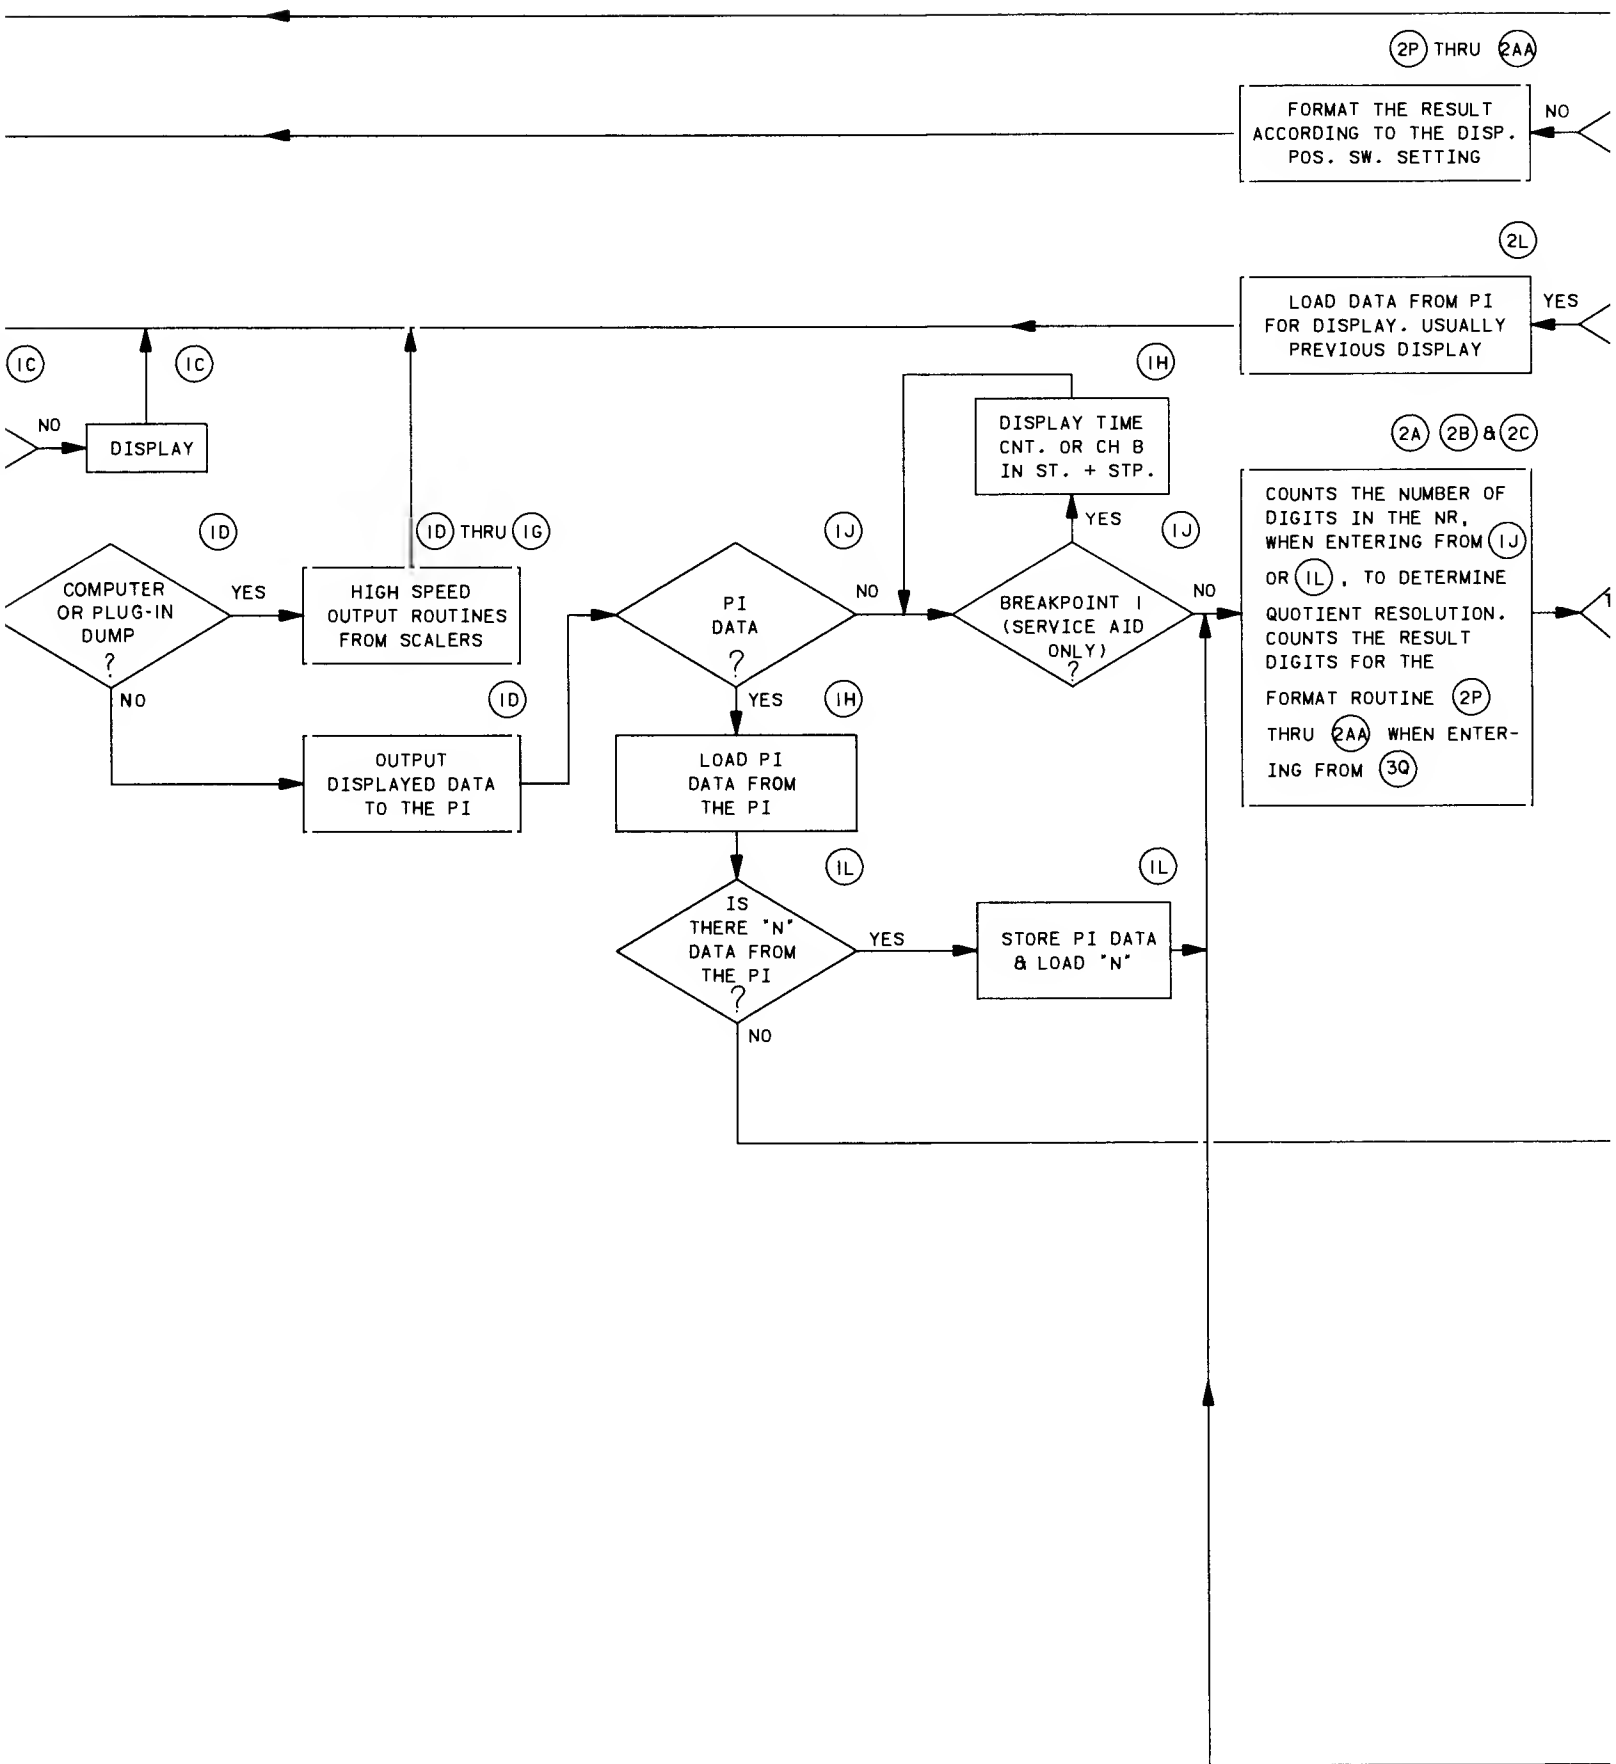 2P THRU 2AA
FORMAT THE RESULT
ACCORDING TO THE DISP.
POS. SW. SETTING
NO
2L
LOAD DATA FROM PI
FOR DISPLAY. USUALLY
PREVIOUS DISPLAY
YES
1C
1C
NO
DISPLAY
1H
DISPLAY TIME
CNT. OR CH B
IN ST. + STP.
YES
2A 2B & 2C
COUNTS THE NUMBER OF
DIGITS IN THE NR,
WHEN ENTERING FROM 1J
OR 1L, TO DETERMINE
QUOTIENT RESOLUTION.
COUNTS THE RESULT
DIGITS FOR THE
FORMAT ROUTINE 2P
THRU 2AA WHEN ENTER-
ING FROM 3Q
1D
COMPUTER
OR PLUG-IN
DUMP
?
YES
NO
1D THRU 1G
HIGH SPEED
OUTPUT ROUTINES
FROM SCALERS
1D
OUTPUT
DISPLAYED DATA
TO THE PI
1J
PI
DATA
?
NO
YES
1J
BREAKPOINT 1
(SERVICE AID
ONLY)
?
NO
1H
LOAD PI
DATA FROM
THE PI
1L
IS
THERE "N"
DATA FROM
THE PI
?
YES
NO
1L
STORE PI DATA
& LOAD "N"